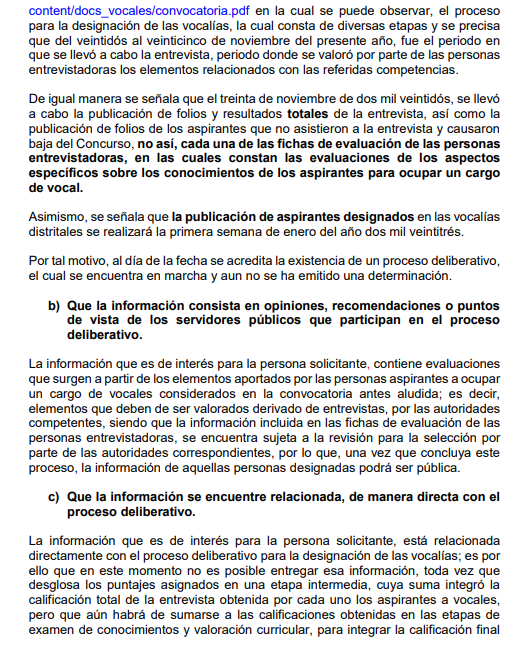 content/docs_vocales/convocatoria.pdf en la cual se puede observar, el proceso
para la designación de las vocalías, la cual consta de diversas etapas y se precisa
que del veintidós al veinticinco de noviembre del presente año, fue el periodo en
que se llevó a cabo la entrevista, periodo donde se valoró por parte de las personas
entrevistadoras los elementos relacionados con las referidas competencias.
De igual manera se señala que el treinta de noviembre de dos mil veintidós, se llevó
a cabo la publicación de folios y resultados totales de la entrevista, así como la
publicación de folios de los aspirantes que no asistieron a la entrevista y causaron
baja del Concurso, no así, cada una de las fichas de evaluación de las personas
entrevistadoras, en las cuales constan las evaluaciones de los aspectos
específicos sobre los conocimientos de los aspirantes para ocupar un cargo
de vocal.
Asimismo, se señala que la publicación de aspirantes designados en las vocalías
distritales se realizará la primera semana de enero del año dos mil veintitrés.
Por tal motivo, al día de la fecha se acredita la existencia de un proceso deliberativo,
el cual se encuentra en marcha y aun no se ha emitido una determinación.
b) Que la información consista en opiniones, recomendaciones o puntos
de vista de los servidores públicos que participan en el proceso
deliberativo.
La información que es de interés para la persona solicitante, contiene evaluaciones
que surgen a partir de los elementos aportados por las personas aspirantes a ocupar
un cargo de vocales considerados en la convocatoria antes aludida; es decir,
elementos que deben de ser valorados derivado de entrevistas, por las autoridades
competentes, siendo que la información incluida en las fichas de evaluación de las
personas entrevistadoras, se encuentra sujeta a la revisión para la selección por
parte de las autoridades correspondientes, por lo que, una vez que concluya este
proceso, la información de aquellas personas designadas podrá ser pública.
c) Que la información se encuentre relacionada, de manera directa con el
proceso deliberativo.
La información que es de interés para la persona solicitante, está relacionada
directamente con el proceso deliberativo para la designación de las vocalías; es por
ello que en este momento no es posible entregar esa información, toda vez que
desglosa los puntajes asignados en una etapa intermedia, cuya suma integró la
calificación total de la entrevista obtenida por cada uno los aspirantes a vocales,
pero que aún habrá de sumarse a las calificaciones obtenidas en las etapas de
examen de conocimientos y valoración curricular, para integrar la calificación final